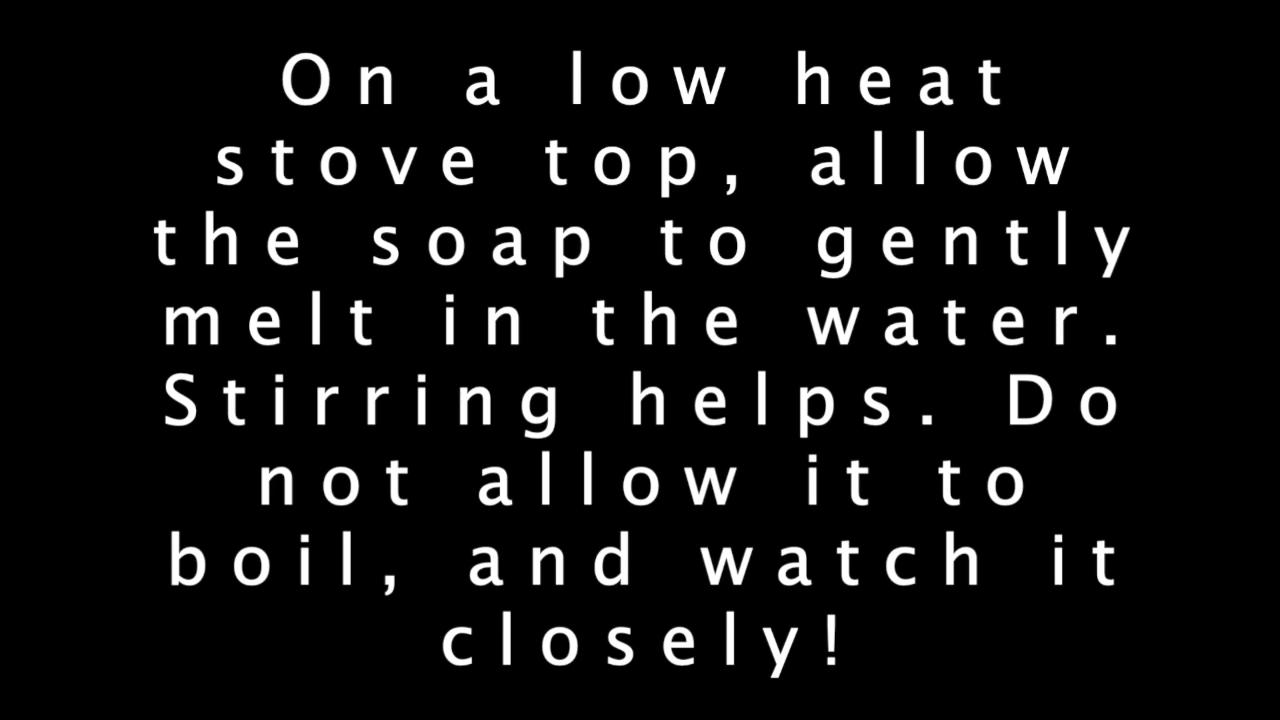 On a low heat
stove top, allow
the soap to gently
melt in the water.
Stirring helps. Do
not allow it to
boil, and watch it
closely!